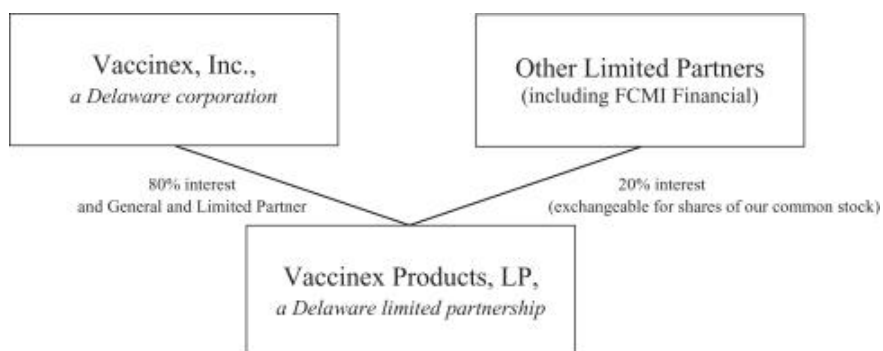 Vaccinex, Inc.,
a Delaware corporation
Other Limited Partners
(including FCMI Financial)
80% interest
and General and Limited Partner
20% interest
(exchangeable for shares of our common stock)
Vaccinex Products, LP,
a Delaware limited partnership